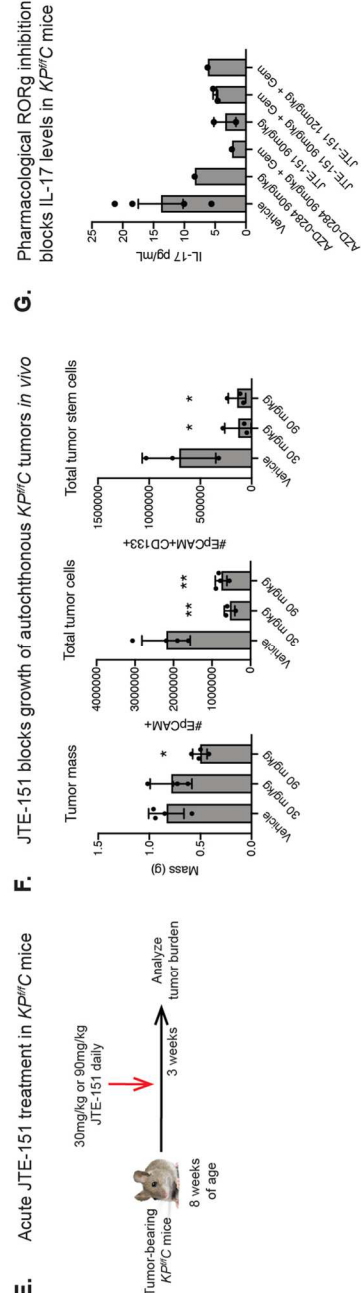 E. Acute JTE-151 treatment in KPf/fC mice
30mg/kg or 90mg/kg
JTE-151 daily
Tumor-bearing
KPf/fC mice
8 weeks
of age
3 weeks
Analyze
tumor burden
F. JTE-151 blocks growth of autochthonous KPf/fC tumors in vivo
Tumor mass
Mass (g)
1.5
1.0
0.5
0.0
*
Vehicle
30 mg/kg
90 mg/kg
Total tumor cells
#EpCAM+
4000000
3000000
2000000
1000000
0
**
**
Vehicle
30 mg/kg
90 mg/kg
Total tumor stem cells
#EpCAM+CD133+
1500000
1000000
500000
0
*
*
Vehicle
30 mg/kg
90 mg/kg
G. Pharmacological RORg inhibition
blocks IL-17 levels in KPf/fC mice
IL-17 pg/mL
25
20
15
10
5
0
Vehicle
AZD-0284 90mg/kg
AZD-0284 90mg/kg + Gem
JTE-151 90mg/kg
JTE-151 90mg/kg + Gem
JTE-151 120mg/kg + Gem